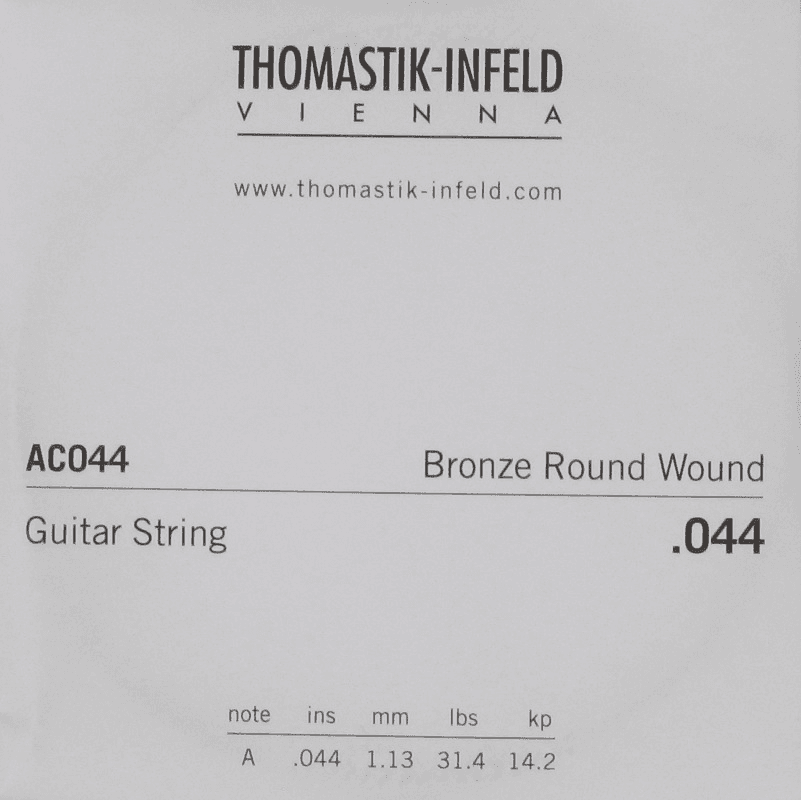 THOMASTIK-INFELD
VIENNA
www.thomastik-infeld.com
AC044 Bronze Round Wound
Guitar String .044
note ins mm lbs kp
A .044 1.13 31.4 14.2